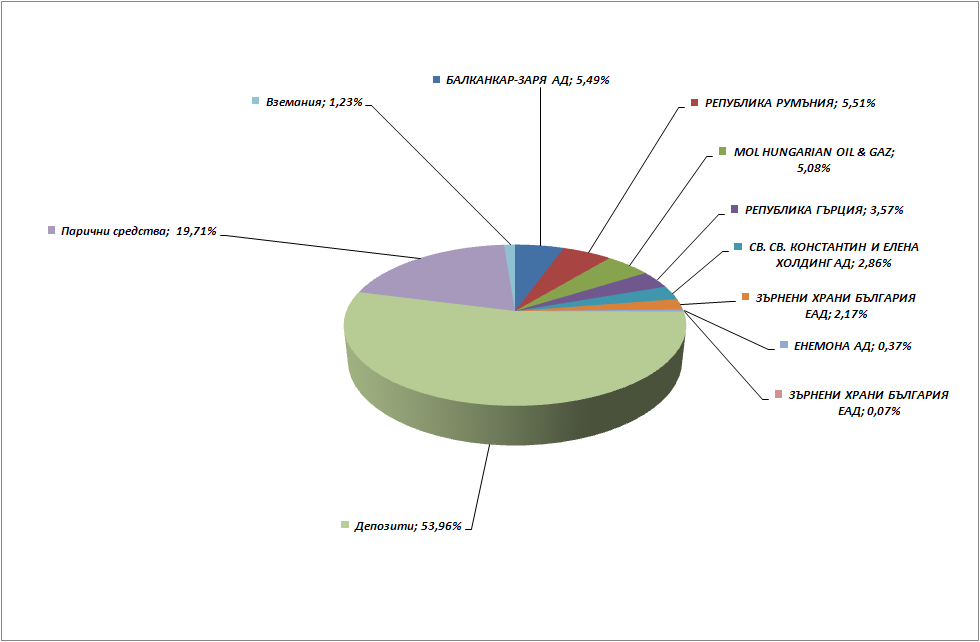 БАЛКАНКАР-ЗАРЯ АД; 5,49%
Вземания; 1,23%
РЕПУБЛИКА РУМЪНИЯ; 5,51%
MOL HUNGARIAN OIL & GAZ;
5,08%
РЕПУБЛИКА ГЪРЦИЯ; 3,57%
Парични средства; 19,71%
СВ. СВ. КОНСТАНТИН И ЕЛЕНА
ХОЛДИНГ АД; 2,86%
ЗЪРНЕНИ ХРАНИ БЪЛГАРИЯ
ЕАД; 2,17%
ЕНЕМОНА АД; 0,37%
ЗЪРНЕНИ ХРАНИ БЪЛГАРИЯ
ЕАД; 0,07%
Депозити; 53,96%